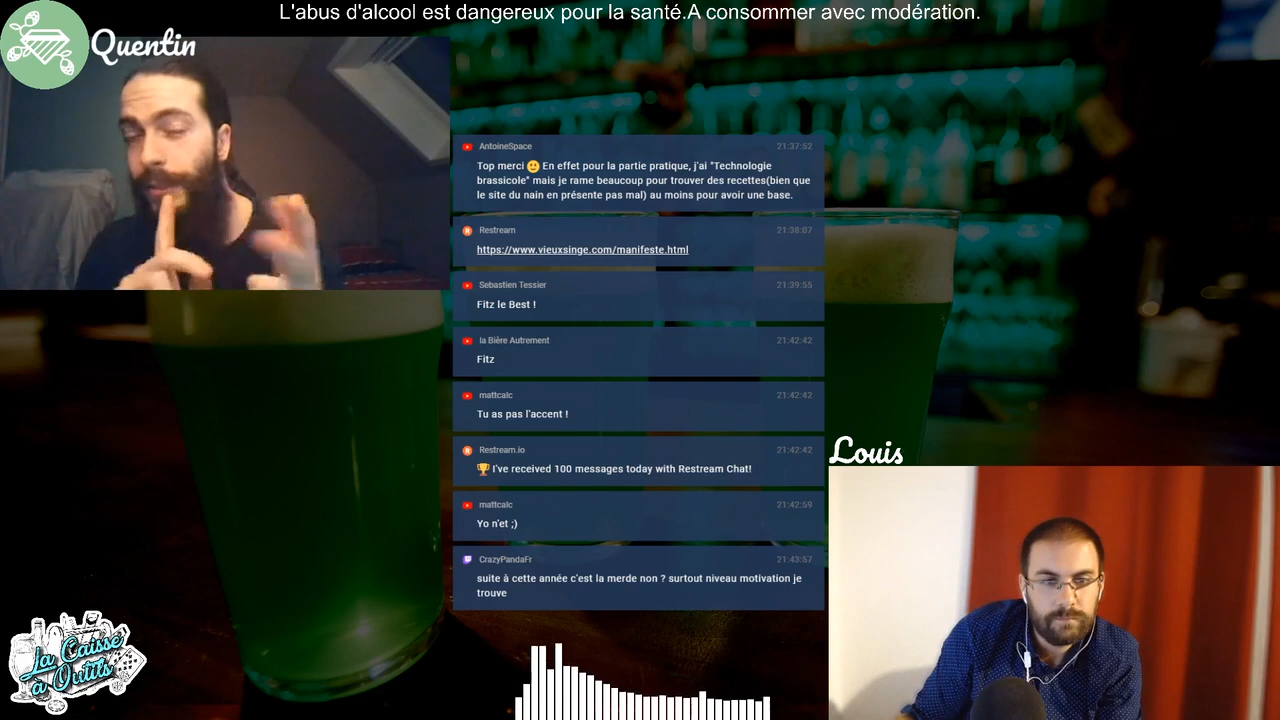 L'abus d'alcool est dangereux pour la santé.A consommer avec modération.
Quentin
AntoineSpace 21:37:52
Top merci 🙂 En effet pour la partie pratique, j'ai "Technologie
brassicole" mais je rame beaucoup pour trouver des recettes(bien que
le site du nain en présente pas mal) au moins pour avoir une base.
Restream 21:38:07
https://www.vieuxsinge.com/manifeste.html
Sebastien Tessier 21:39:55
Fitz le Best !
la Bière Autrement 21:42:42
Fitz
mattcalc 21:42:42
Tu as pas l'accent !
Restream.io 21:42:42
🏆 I've received 100 messages today with Restream Chat!
mattcalc 21:42:59
Yo n'et ;)
CrazyPandaFr 21:43:57
suite à cette année c'est la merde non ? surtout niveau motivation je
trouve
Louis
La Caisse
à Outils